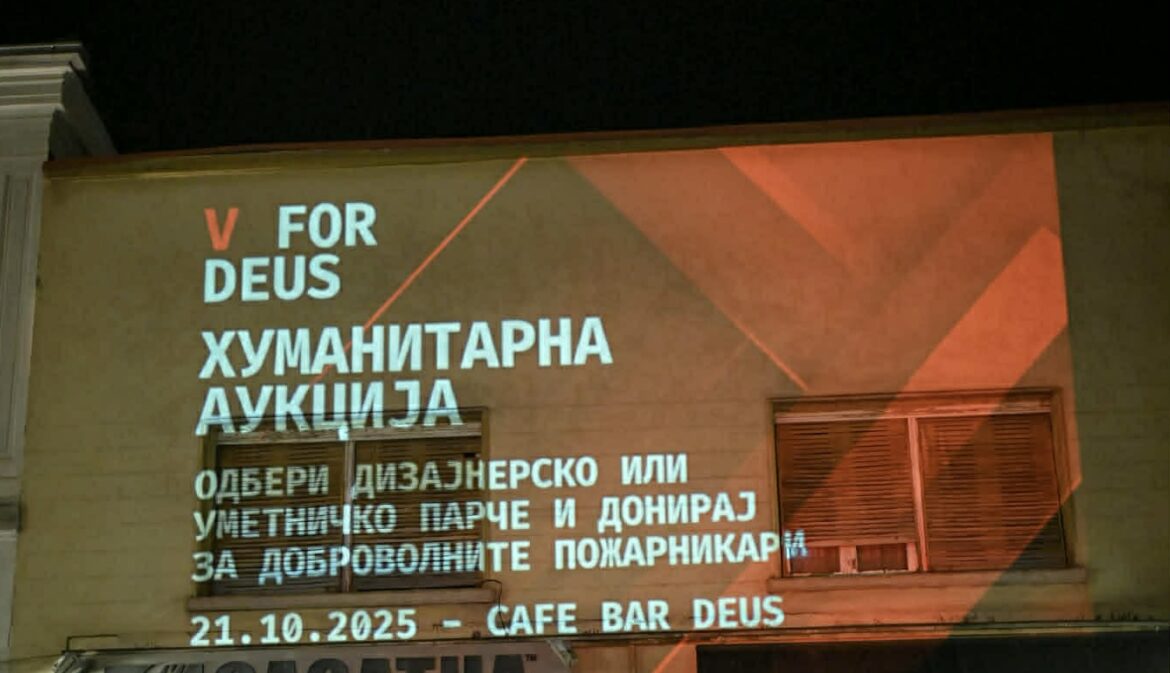 V FOR
DEUS
ХУМАНИТАРНА
АУКЦИЈА
ОДБЕРИ ДИЗАЈНЕРСКО ИЛИ
УМЕТНИЧКО ПАРЧЕ И ДОНИРАЈ
ЗА ДОБРОВОЛНИТЕ ПОЖАРНИКАРИ
21.10.2025 - CAFE BAR DEUS